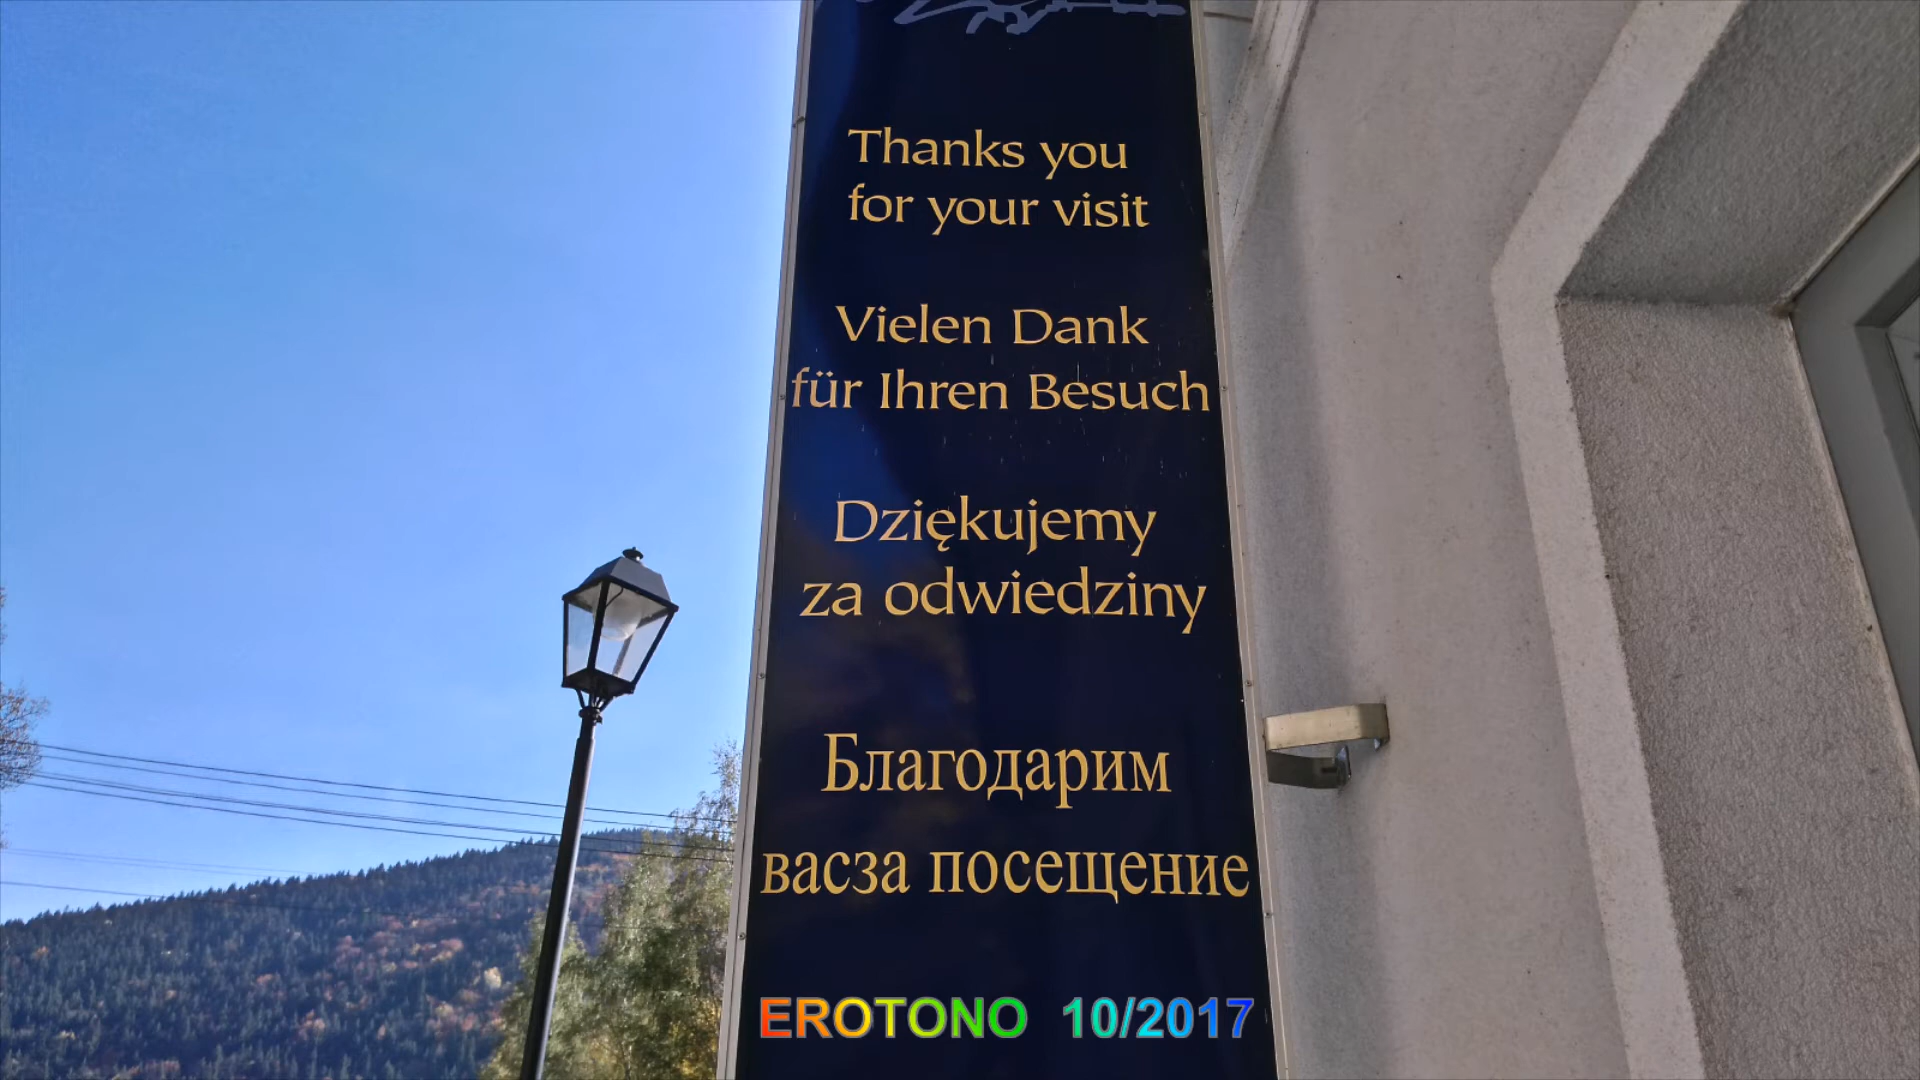 Thanks you
for your visit
Vielen Dank
für Ihren Besuch
Dziękujemy
za odwiedziny
Благодарим
васза посещение
EROTONO 10/2017